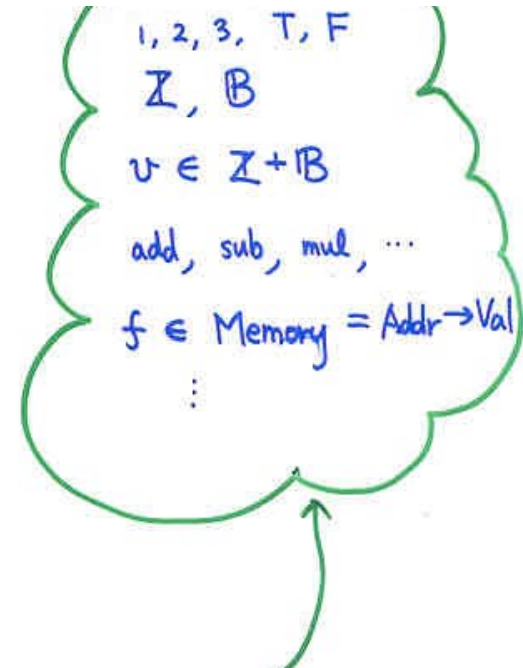 1, 2, 3, T, F
ℤ, 𝔹
v ∈ ℤ + 𝔹
add, sub, mul, ⋯
f ∈ Memory = Addr → Val
⋮